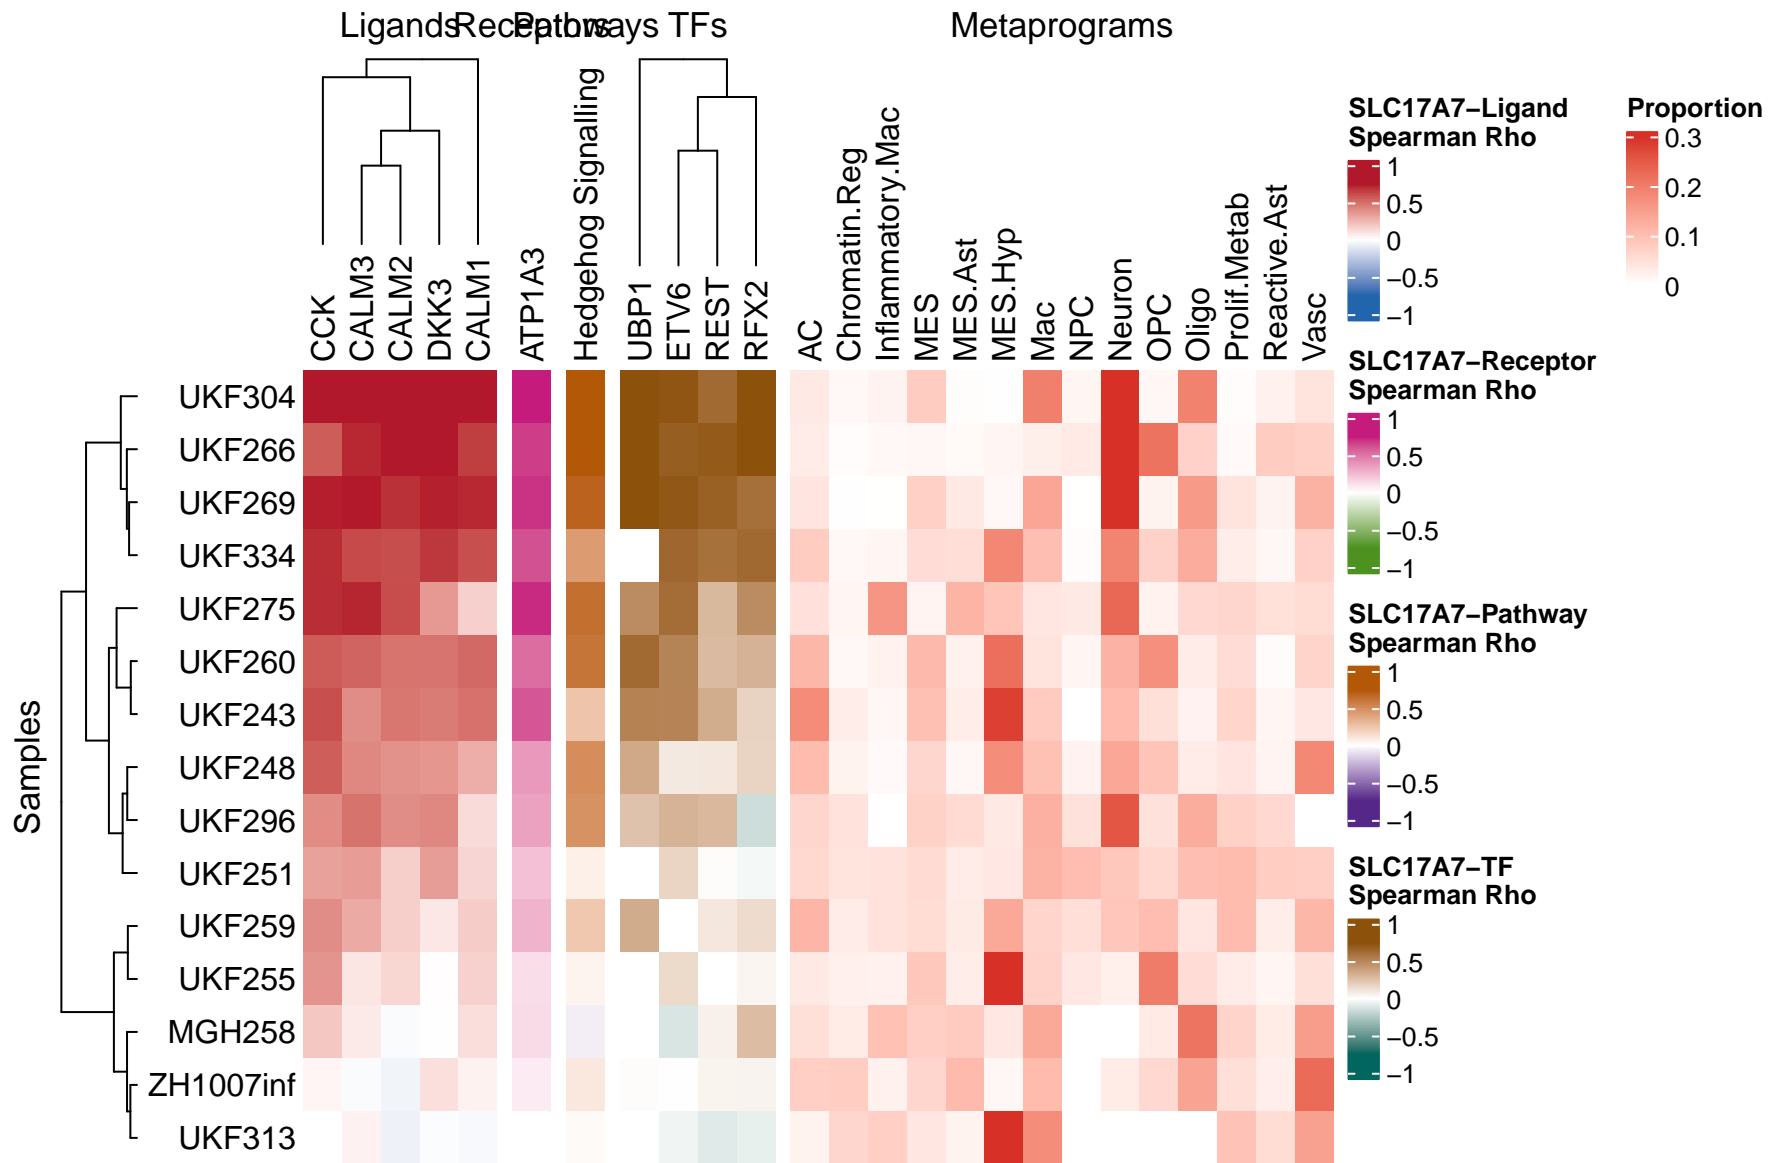 Ligands
Receptors
Pathways
TFs
Metaprograms
CCK
CALM3
CALM2
DKK3
CALM1
ATP1A3
Hedgehog Signalling
UBP1
ETV6
REST
RFX2
AC
Chromatin.Reg
Inflammatory.Mac
MES
MES.Ast
MES.Hyp
Mac
NPC
Neuron
OPC
Oligo
Prolif.Metab
Reactive.Ast
Vasc
Samples
UKF304
UKF266
UKF269
UKF334
UKF275
UKF260
UKF243
UKF248
UKF296
UKF251
UKF259
UKF255
MGH258
ZH1007inf
UKF313
SLC17A7−Ligand
Spearman Rho
1
0.5
0
−0.5
−1
SLC17A7−Receptor
Spearman Rho
1
0.5
0
−0.5
−1
SLC17A7−Pathway
Spearman Rho
1
0.5
0
−0.5
−1
SLC17A7−TF
Spearman Rho
1
0.5
0
−0.5
−1
Proportion
0.3
0.2
0.1
0